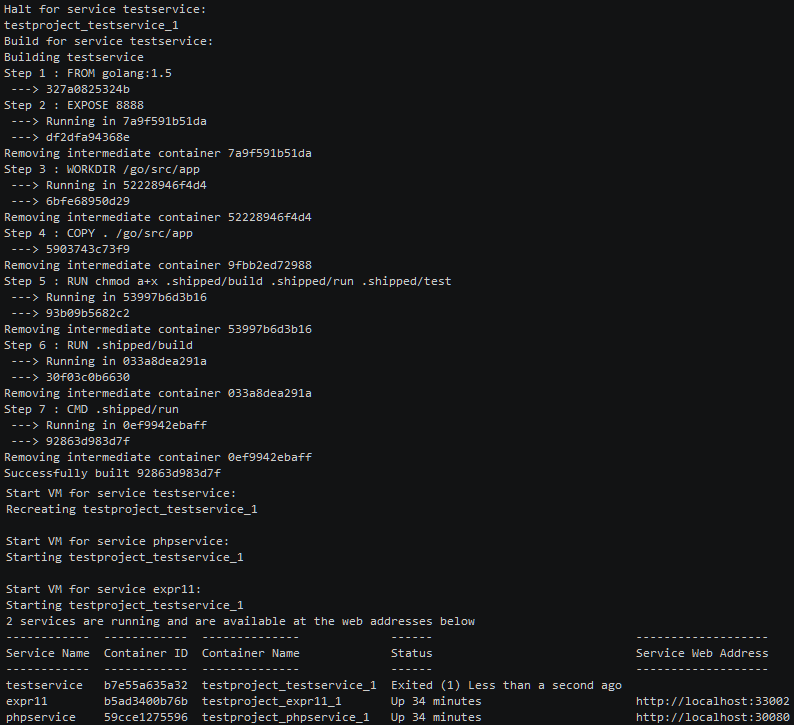 Halt for service testservice:
testproject_testservice_1
Build for service testservice:
Building testservice
Step 1 : FROM golang:1.5
 ---> 327a0825324b
Step 2 : EXPOSE 8888
 ---> Running in 7a9f591b51da
 ---> df2dfa94368e
Removing intermediate container 7a9f591b51da
Step 3 : WORKDIR /go/src/app
 ---> Running in 52228946f4d4
 ---> 6bfe68950d29
Removing intermediate container 52228946f4d4
Step 4 : COPY . /go/src/app
 ---> 5903743c73f9
Removing intermediate container 9fbb2ed72988
Step 5 : RUN chmod a+x .shipped/build .shipped/run .shipped/test
 ---> Running in 53997b6d3b16
 ---> 93b09b5682c2
Removing intermediate container 53997b6d3b16
Step 6 : RUN .shipped/build
 ---> Running in 033a8dea291a
 ---> 30f03c0b6630
Removing intermediate container 033a8dea291a
Step 7 : CMD .shipped/run
 ---> Running in 0ef9942ebaff
 ---> 92863d983d7f
Removing intermediate container 0ef9942ebaff
Successfully built 92863d983d7f
Start VM for service testservice:
Recreating testproject_testservice_1

Start VM for service phpservice:
Starting testproject_testservice_1

Start VM for service expr11:
Starting testproject_testservice_1
2 services are running and are available at the web addresses below
------------  ------------  --------------             ------                             -------------------
Service Name  Container ID  Container Name             Status                             Service Web Address
------------  ------------  --------------             ------                             -------------------
testservice   b7e55a635a32  testproject_testservice_1  Exited (1) Less than a second ago
expr11        b5ad3400b76b  testproject_expr11_1       Up 34 minutes                      http://localhost:33002
phpservice    59cce1275596  testproject_phpservice_1   Up 34 minutes                      http://localhost:30080